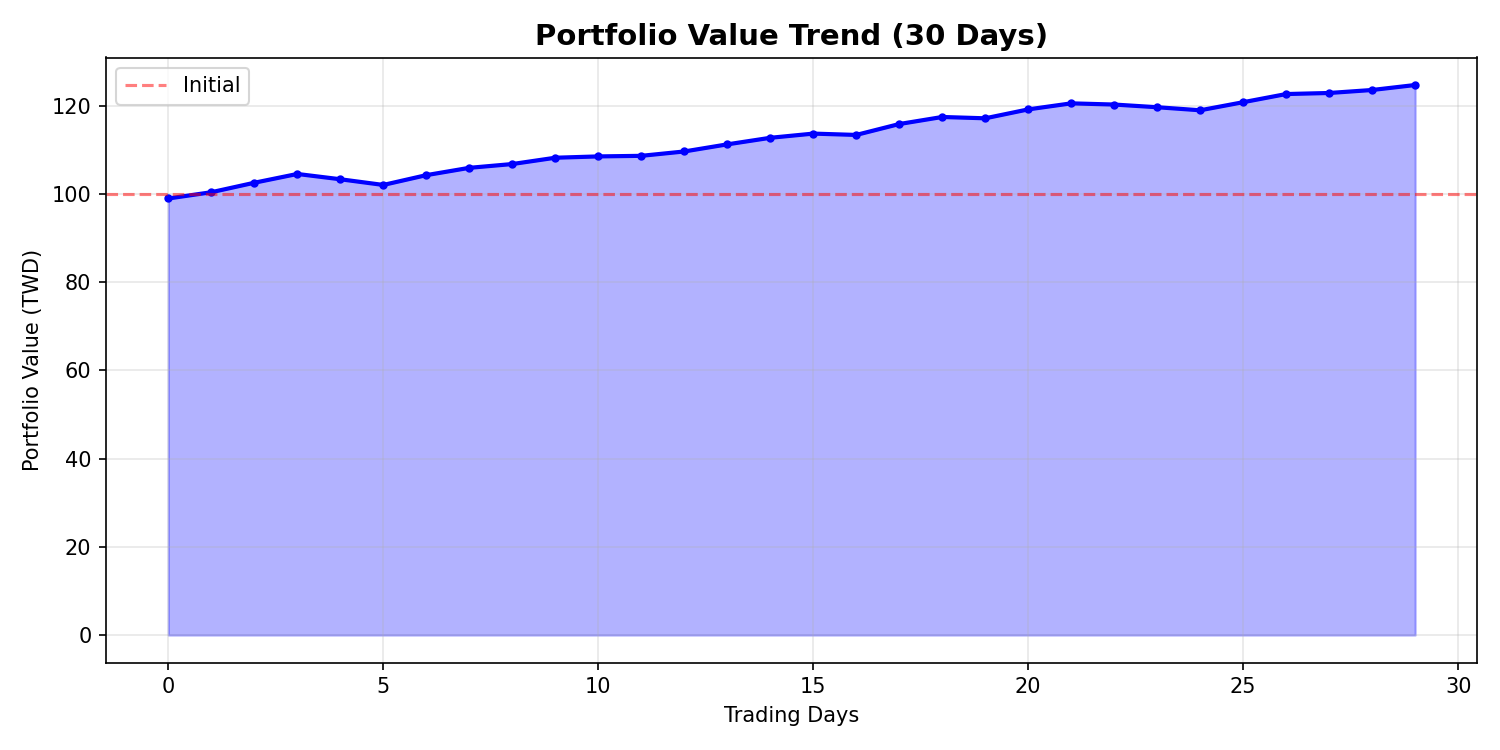 Portfolio Value Trend (30 Days)
Initial
120
100
80
60
40
20
0
Portfolio Value (TWD)
0 5 10 15 20 25 30
Trading Days